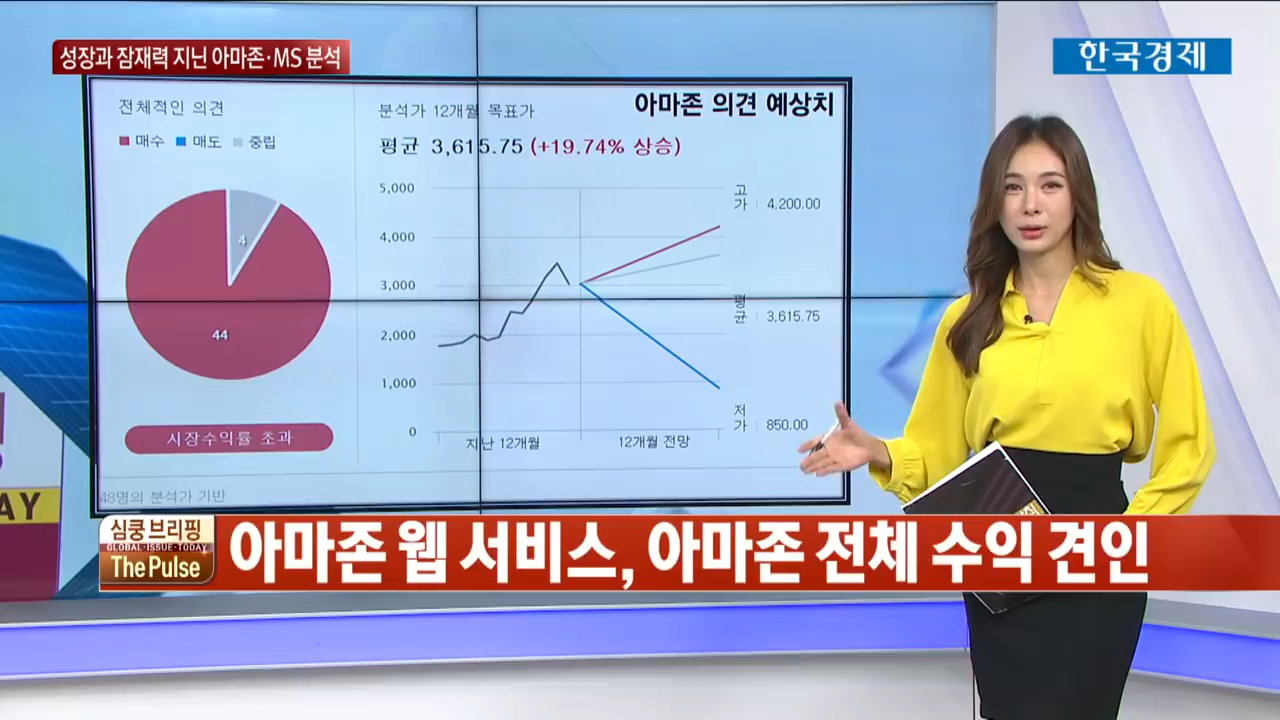 성장과 잠재력 지닌 아마존·MS 분석
한국경제
전체적인 의견
매수 매도 중립
4
44
시장수익률 초과
48명의 분석가 기반
분석가 12개월 목표가
아마존 의견 예상치
평균 3,615.75 (+19.74% 상승)
5,000
4,000
3,000
2,000
1,000
0
고가 4,200.00
평균 3,615.75
저가 850.00
지난 12개월
12개월 전망
AY
심쿵 브리핑
GLOBAL·ISSUE·TODAY
The Pulse
아마존 웹 서비스, 아마존 전체 수익 견인